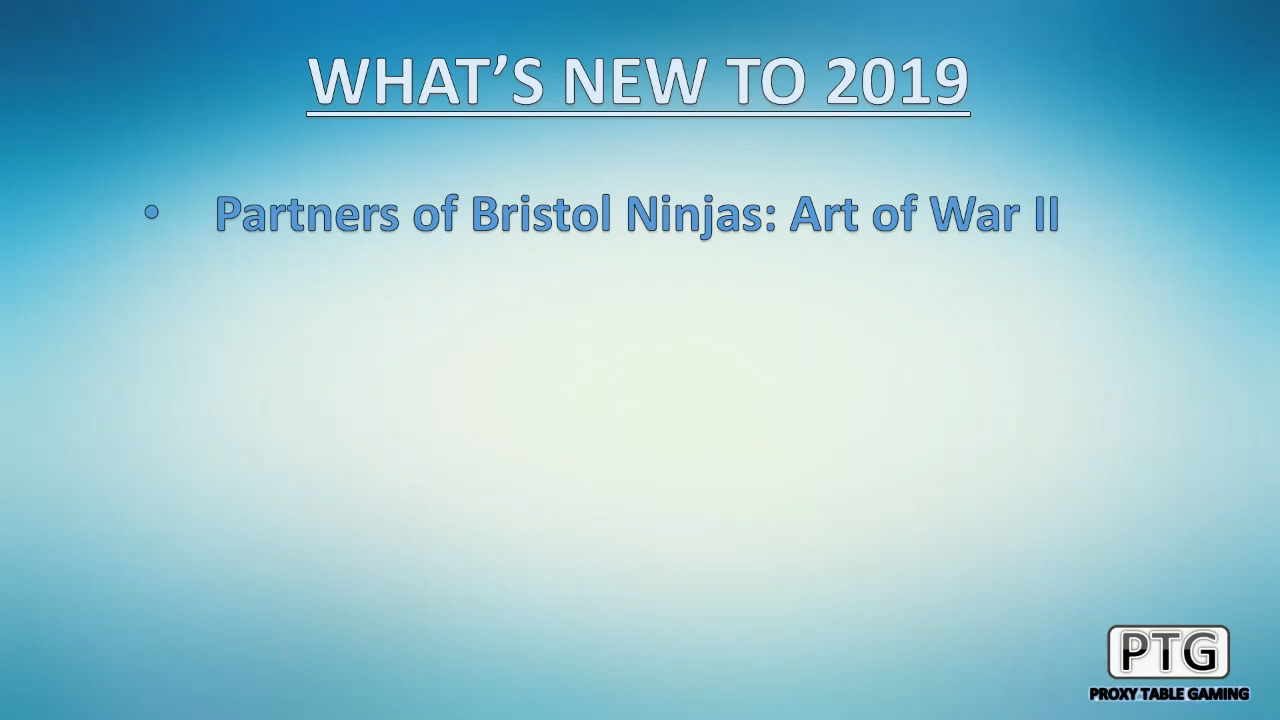 WHAT’S NEW TO 2019
• Partners of Bristol Ninjas: Art of War II
PTG
PROXY TABLE GAMING